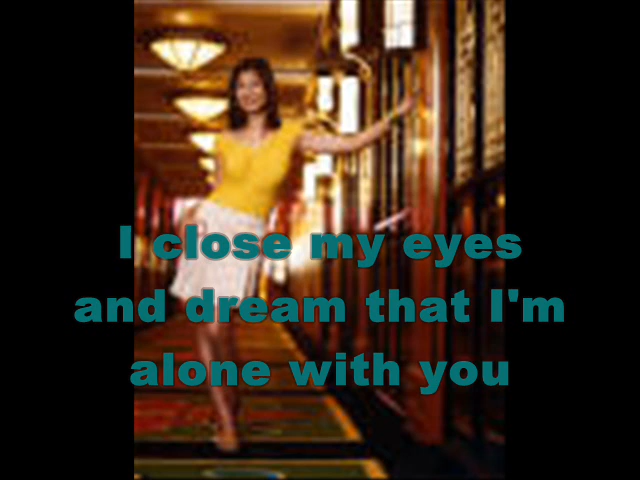 I close my eyes
and dream that I'm
alone with you